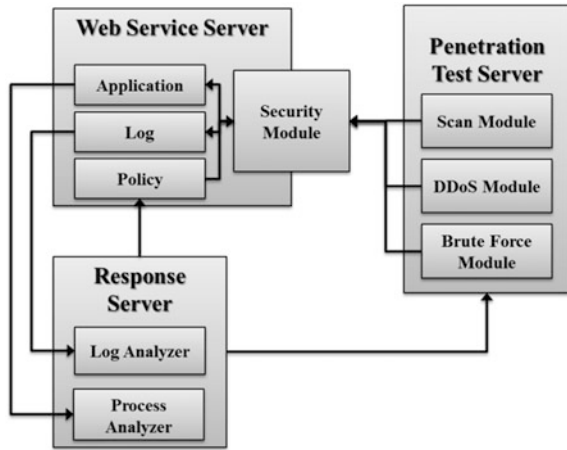 Web Service Server
Application
Log
Policy
Security
Module
Penetration
Test Server
Scan Module
DDoS Module
Brute Force
Module
Response
Server
Log Analyzer
Process
Analyzer